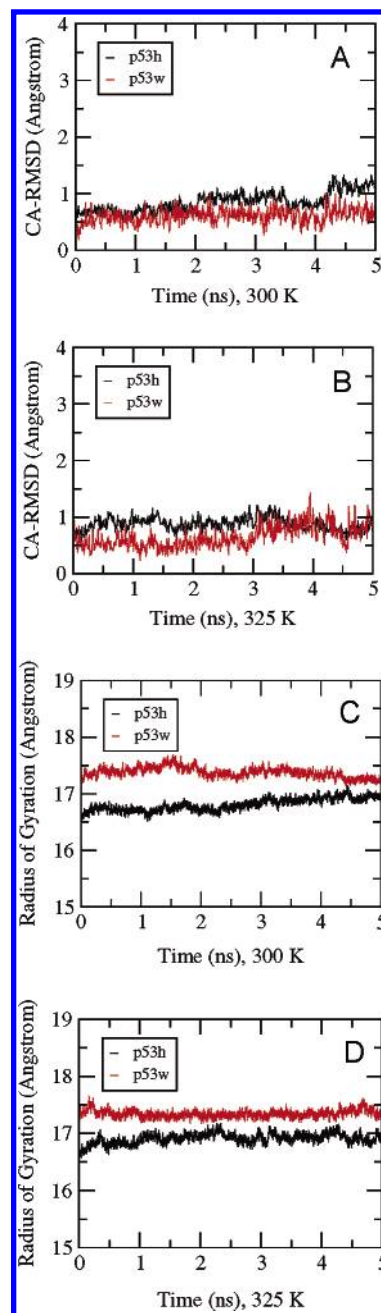 CA-RMSD (Angstrom)
4
3
2
1
0
p53h
p53w
A
0 1 2 3 4 5
Time (ns), 300 K
CA-RMSD (Angstrom)
4
3
2
1
0
p53h
p53w
B
0 1 2 3 4 5
Time (ns), 325 K
Radius of Gyration (Angstrom)
19
18
17
16
15
p53h
p53w
C
0 1 2 3 4 5
Time (ns), 300 K
Radius of Gyration (Angstrom)
19
18
17
16
15
p53h
p53w
D
0 1 2 3 4 5
Time (ns), 325 K